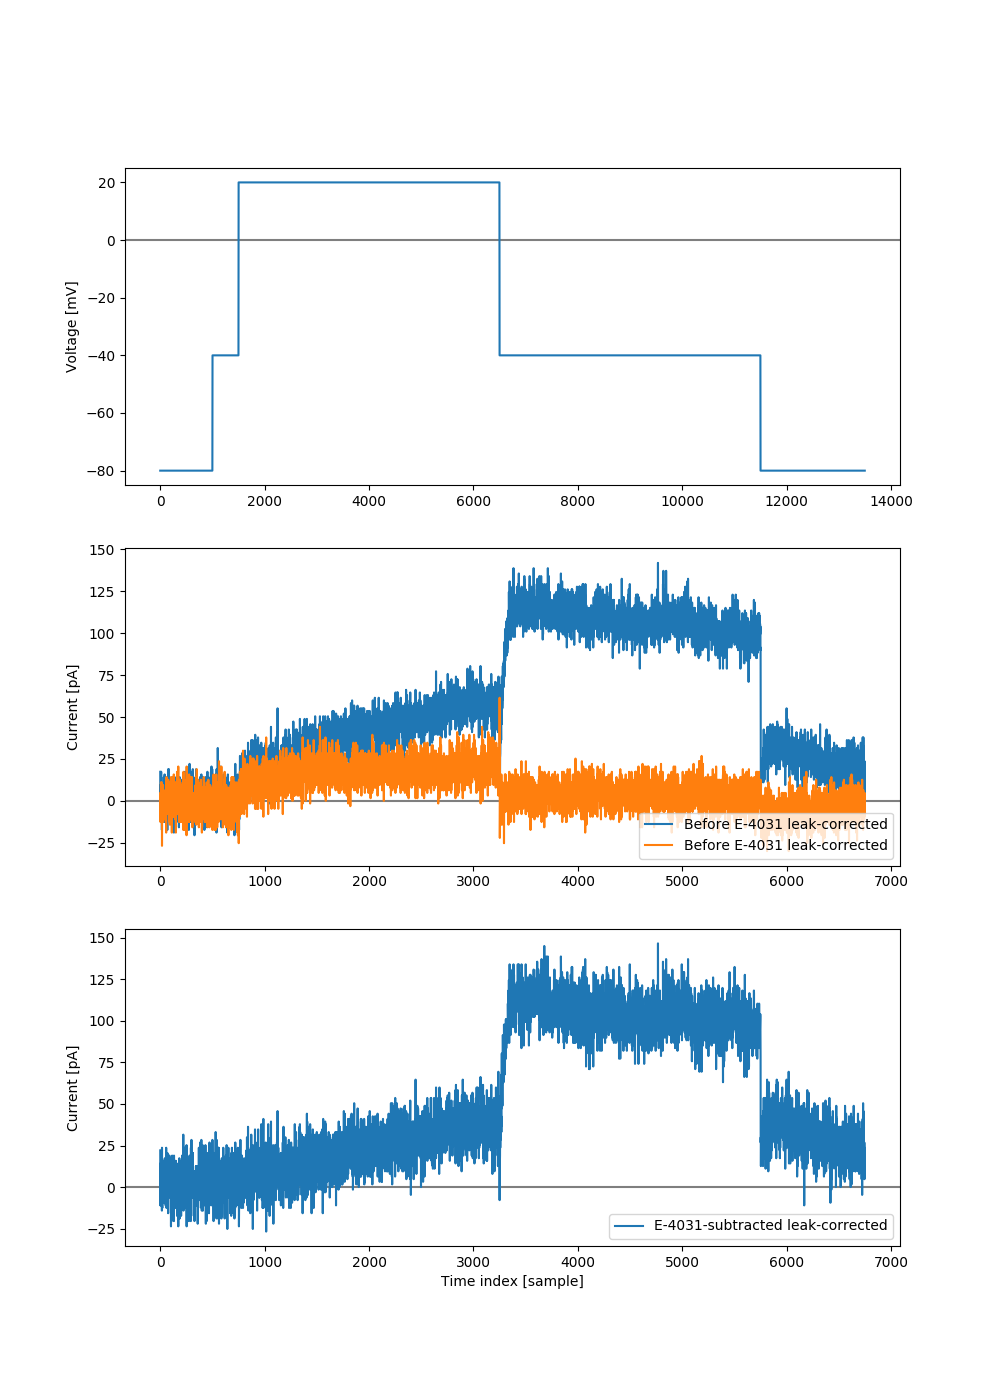 20
0
−20
−40
−60
−80
Voltage [mV]
0 2000 4000 6000 8000 10000 12000 14000
150
125
100
75
50
25
0
−25
Current [pA]
Before E-4031 leak-corrected
Before E-4031 leak-corrected
0 1000 2000 3000 4000 5000 6000 7000
150
125
100
75
50
25
0
−25
Current [pA]
E-4031-subtracted leak-corrected
0 1000 2000 3000 4000 5000 6000 7000
Time index [sample]